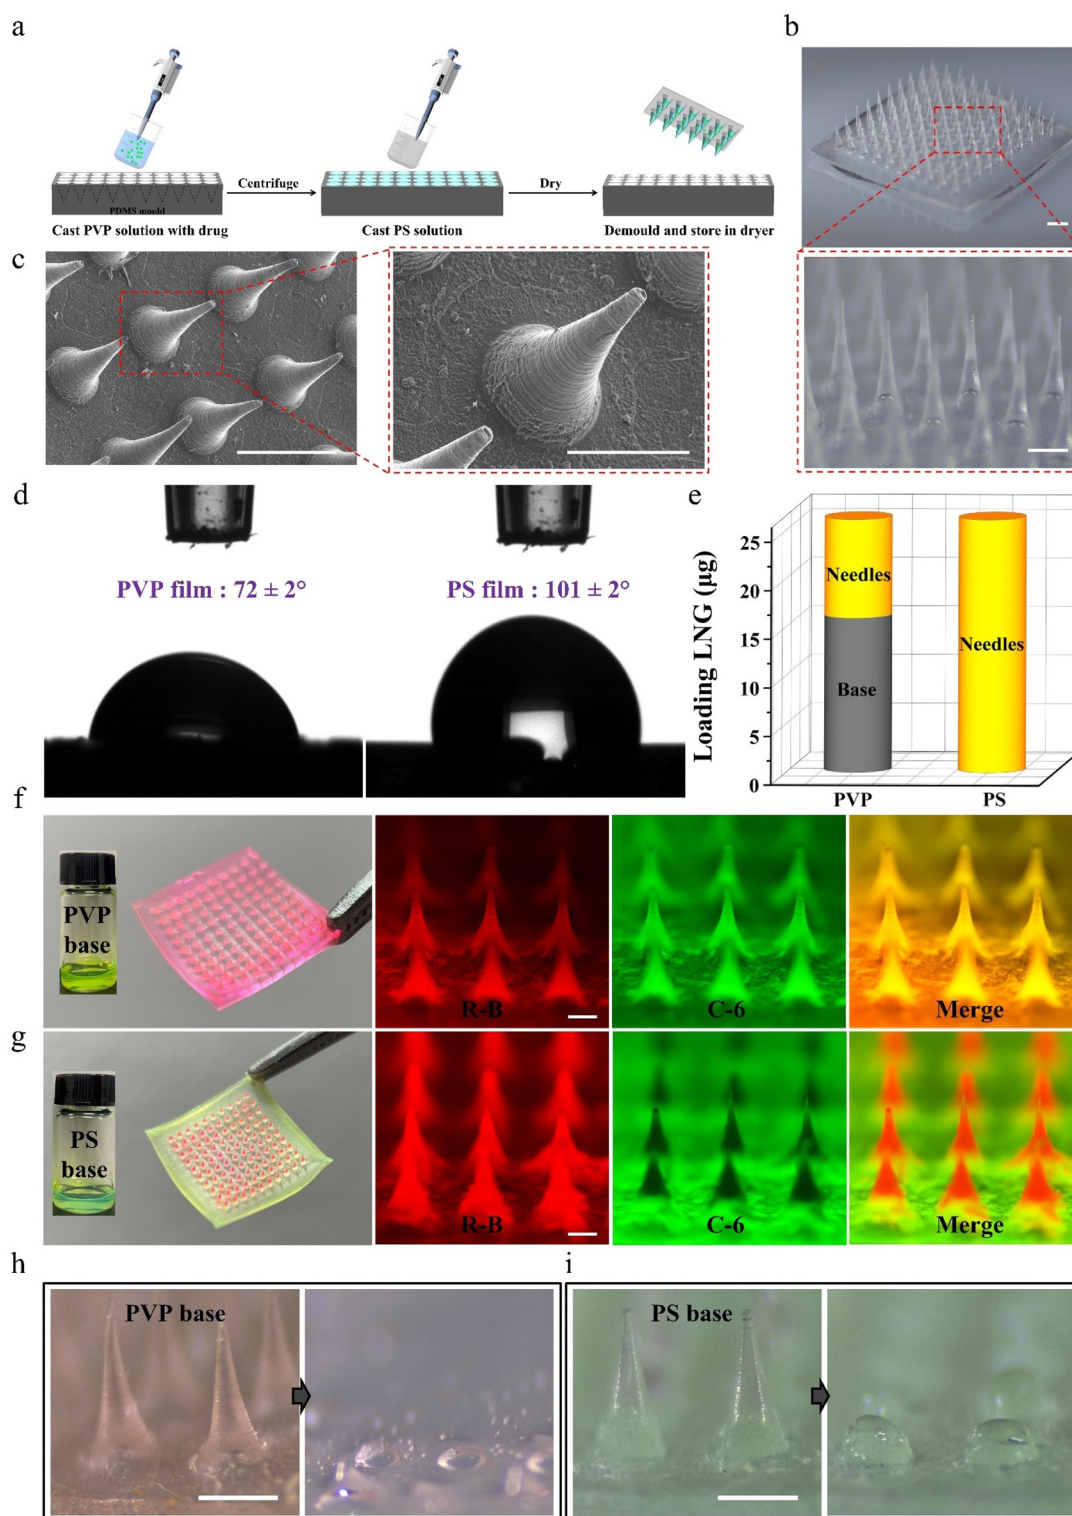 a
b
Centrifuge
Dry
PDMS mould
Cast PVP solution with drug
Cast PS solution
Demould and store in dryer
c
d
e
PVP film : 72 ± 2°
PS film : 101 ± 2°
Loading LNG (μg)
25
20
15
10
5
0
Needles
Base
Needles
PVP
PS
f
PVP
base
R-B
C-6
Merge
g
PS
base
R-B
C-6
Merge
h
i
PVP base
PS base